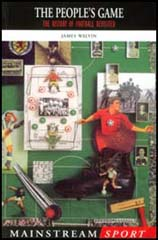 THE PEOPLE'S GAME
THE HISTORY OF FOOTBALL REVISITED
JAMES WALVIN
MAINSTREAM SPORT